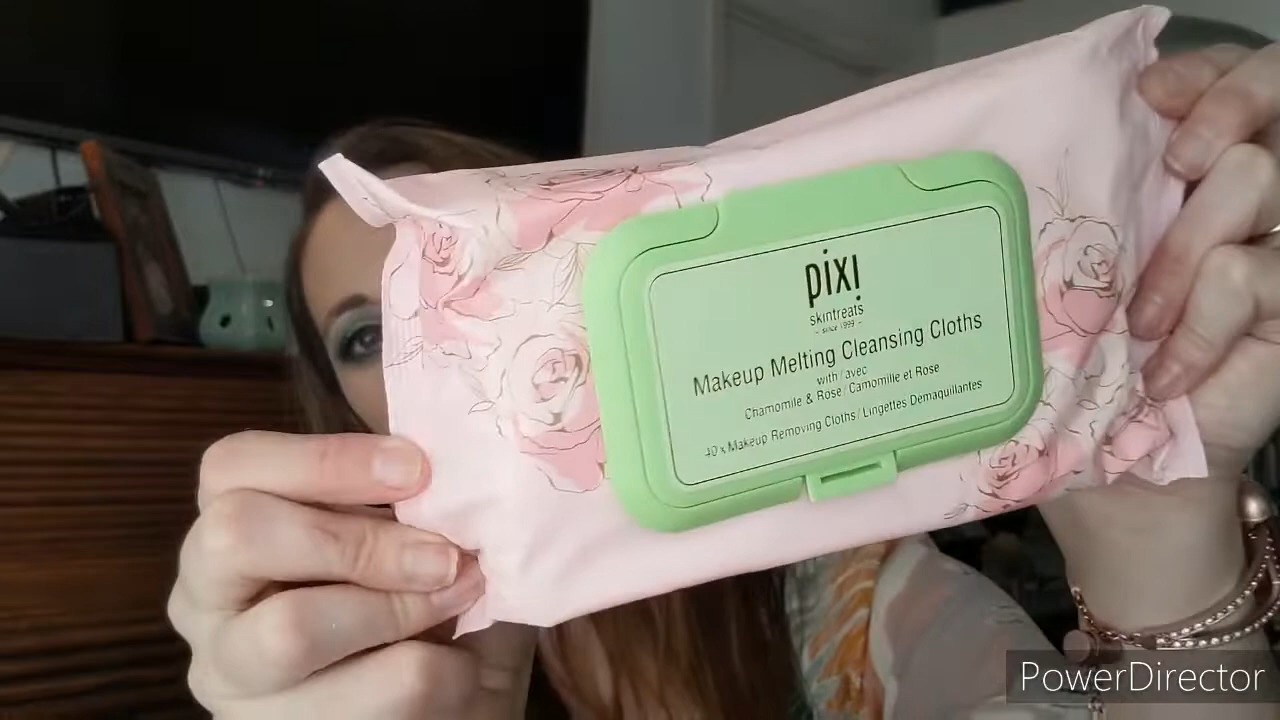 pixi
skintreats
~ since 1999 ~
Makeup Melting Cleansing Cloths
with / avec
Chamomile & Rose / Camomille et Rose
40 x Makeup Removing Cloths / Lingettes Demaquillantes
PowerDirector